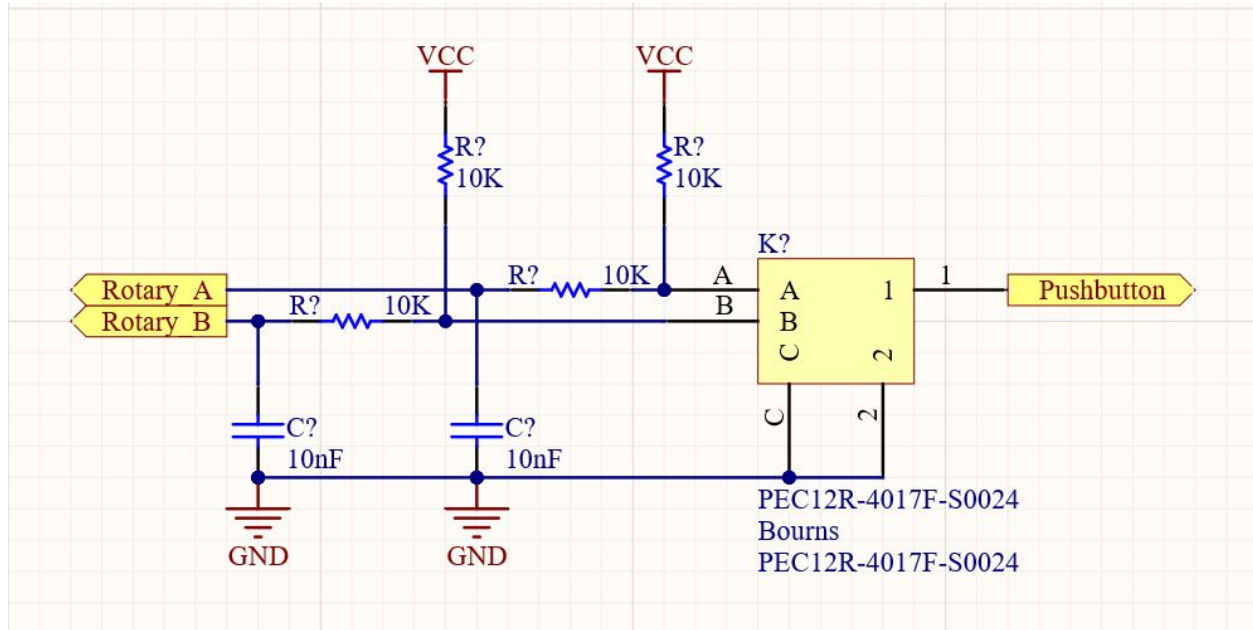 VCC
VCC
R?
10K
R?
10K
K?
Rotary_A
R?
10K
A
A
1
1
Pushbutton
Rotary_B
R?
10K
B
B
C
2
C
2
C?
10nF
C?
10nF
GND
GND
PEC12R-4017F-S0024
Bourns
PEC12R-4017F-S0024